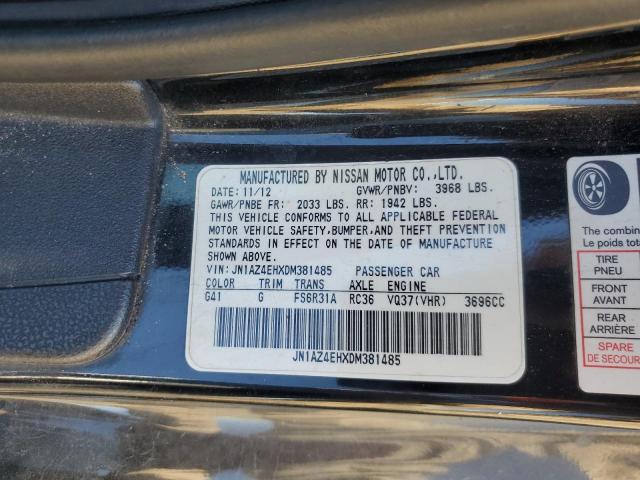 MANUFACTURED BY NISSAN MOTOR CO.,LTD.
DATE: 11/12 GVWR/PNBV: 3968 LBS.
GAWR/PNBE FR: 2033 LBS. RR: 1942 LBS.
THIS VEHICLE CONFORMS TO ALL APPLICABLE FEDERAL
MOTOR VEHICLE SAFETY,BUMPER,AND THEFT PREVENTION
STANDARDS IN EFFECT ON THE DATE OF MANUFACTURE
SHOWN ABOVE.
VIN: JN1AZ4EHXDM381485 PASSENGER CAR
COLOR TRIM TRANS AXLE ENGINE
G41 G FS6R31A RC36 VQ37(VHR) 3696CC
JN1AZ4EHXDM381485
The combine
Le poids tota
TIRE
PNEU
FRONT
AVANT
REAR
ARRIÈRE
SPARE
DE SECOURS